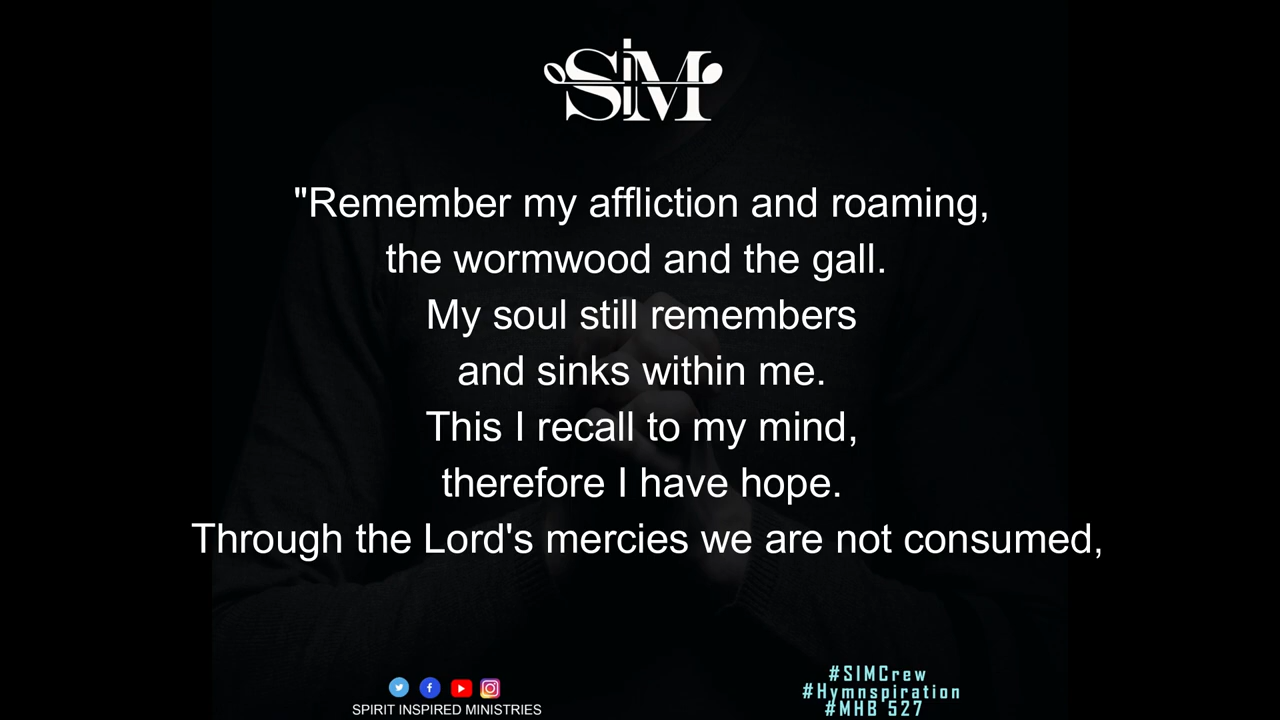 SiM
"Remember my affliction and roaming,
the wormwood and the gall.
My soul still remembers
and sinks within me.
This I recall to my mind,
therefore I have hope.
Through the Lord's mercies we are not consumed,
SPIRIT INSPIRED MINISTRIES
#SIMCrew
#Hymnspiration
#MHB 527